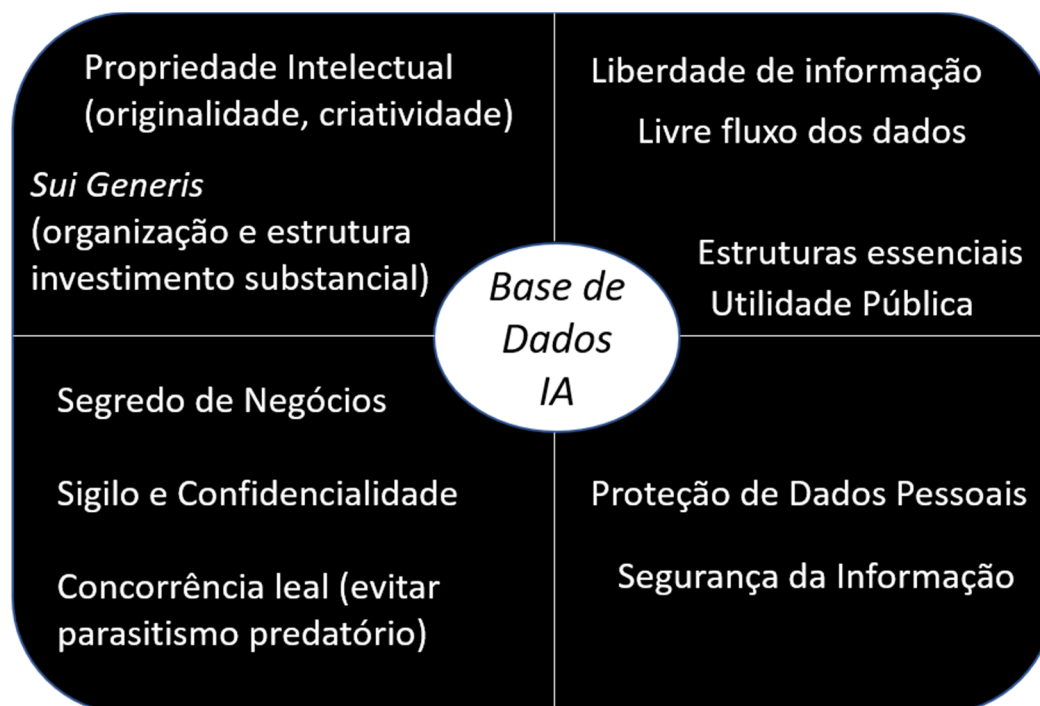 Propriedade Intelectual
(originalidade, criatividade)
Sui Generis
(organização e estrutura
investimento substancial)
Liberdade de informação
Livre fluxo dos dados
Estruturas essenciais
Utilidade Pública
Base de
Dados
IA
Segredo de Negócios
Sigilo e Confidencialidade
Concorrência leal (evitar
parasitismo predatório)
Proteção de Dados Pessoais
Segurança da Informação